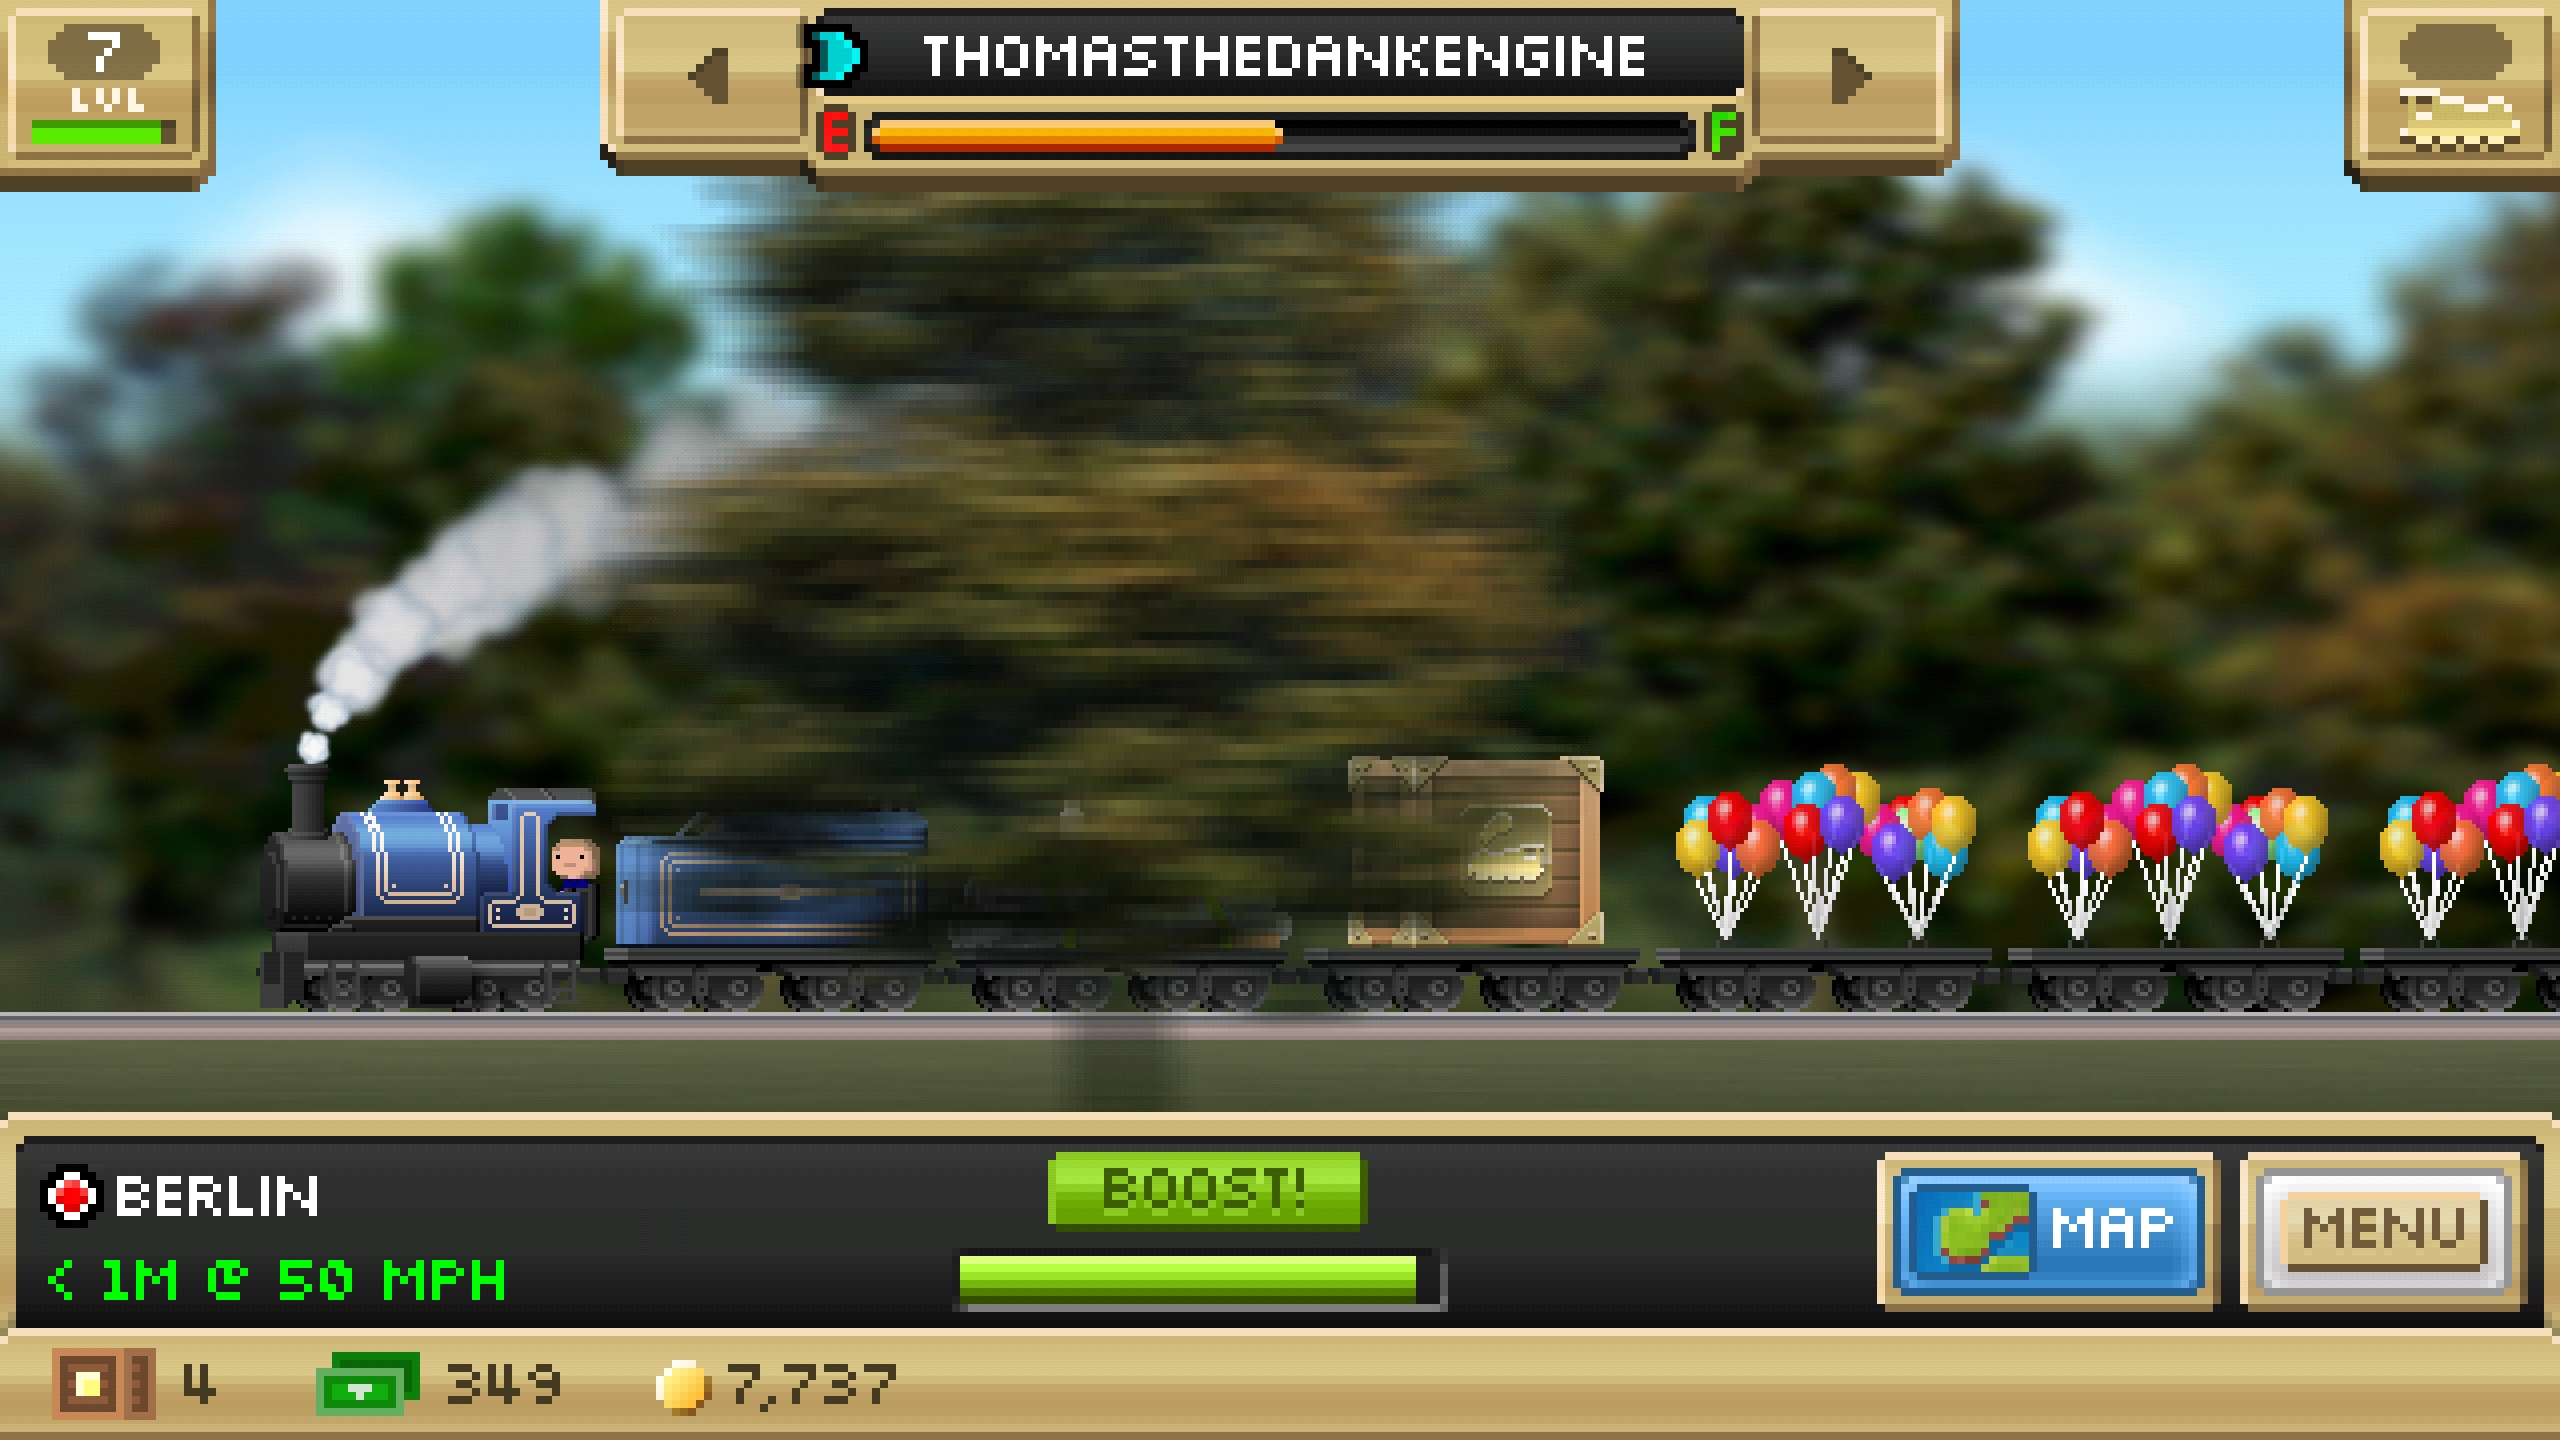 7
LVL
THOMASTHEDANKENGINE
E F
BERLIN
< 1M @ 50 MPH
BOOST!
MAP
MENU
4
349
7,737